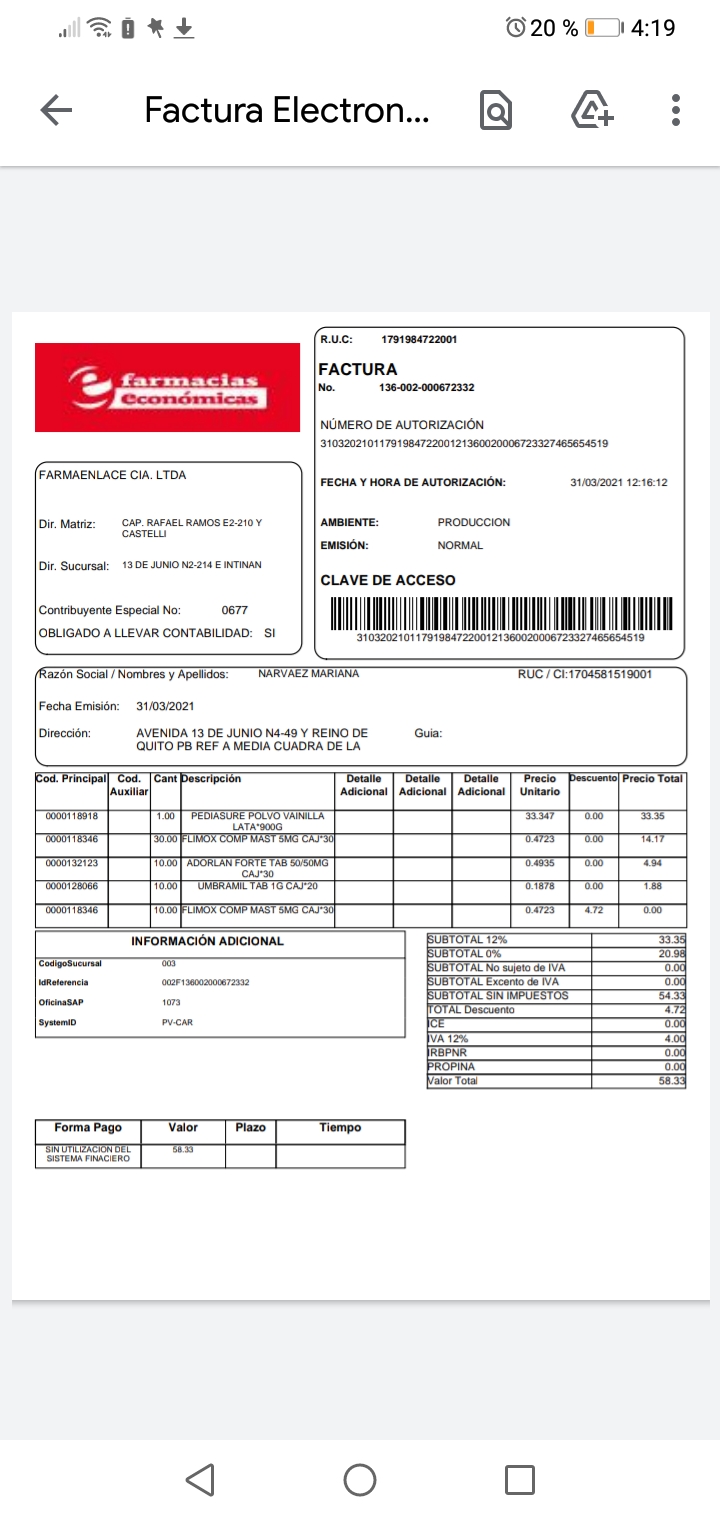 20 % 4:19
Factura Electron...
farmacias
económicas
R.U.C: 1791984722001
FACTURA
No. 136-002-000672332
NÚMERO DE AUTORIZACIÓN
3103202101179198472200121360020006723327465654519
FECHA Y HORA DE AUTORIZACIÓN: 31/03/2021 12:16:12
AMBIENTE: PRODUCCION
EMISIÓN: NORMAL
CLAVE DE ACCESO
3103202101179198472200121360020006723327465654519
FARMAENLACE CIA. LTDA
Dir. Matriz: CAP. RAFAEL RAMOS E2-210 Y
CASTELLI
Dir. Sucursal: 13 DE JUNIO N2-214 E INTINAN
Contribuyente Especial No: 0677
OBLIGADO A LLEVAR CONTABILIDAD: SI
Razón Social / Nombres y Apellidos: NARVAEZ MARIANA RUC / CI:1704581519001
Fecha Emisión: 31/03/2021
Dirección: AVENIDA 13 DE JUNIO N4-49 Y REINO DE Guia:
QUITO PB REF A MEDIA CUADRA DE LA
Cod. Principal Cod. Cant Descripción Detalle Detalle Detalle Precio Descuento Precio Total
Auxiliar Adicional Adicional Adicional Unitario
0000118918 1.00 PEDIASURE POLVO VAINILLA 33.347 0.00 33.35
LATA*900G
0000118346 30.00 FLIMOX COMP MAST 5MG CAJ*30 0.4723 0.00 14.17
0000132123 10.00 ADORLAN FORTE TAB 50/50MG 0.4935 0.00 4.94
CAJ*30
0000128066 10.00 UMBRAMIL TAB 1G CAJ*20 0.1878 0.00 1.88
0000118346 10.00 FLIMOX COMP MAST 5MG CAJ*30 0.4723 4.72 0.00
INFORMACIÓN ADICIONAL
CodigoSucursal 003
IdReferencia 002F136002000672332
OficinaSAP 1073
SystemID PV-CAR
SUBTOTAL 12% 33.35
SUBTOTAL 0% 20.98
SUBTOTAL No sujeto de IVA 0.00
SUBTOTAL Excento de IVA 0.00
SUBTOTAL SIN IMPUESTOS 54.33
TOTAL Descuento 4.72
ICE 0.00
IVA 12% 4.00
IRBPNR 0.00
PROPINA 0.00
Valor Total 58.33
Forma Pago Valor Plazo Tiempo
SIN UTILIZACION DEL 58.33
SISTEMA FINACIERO